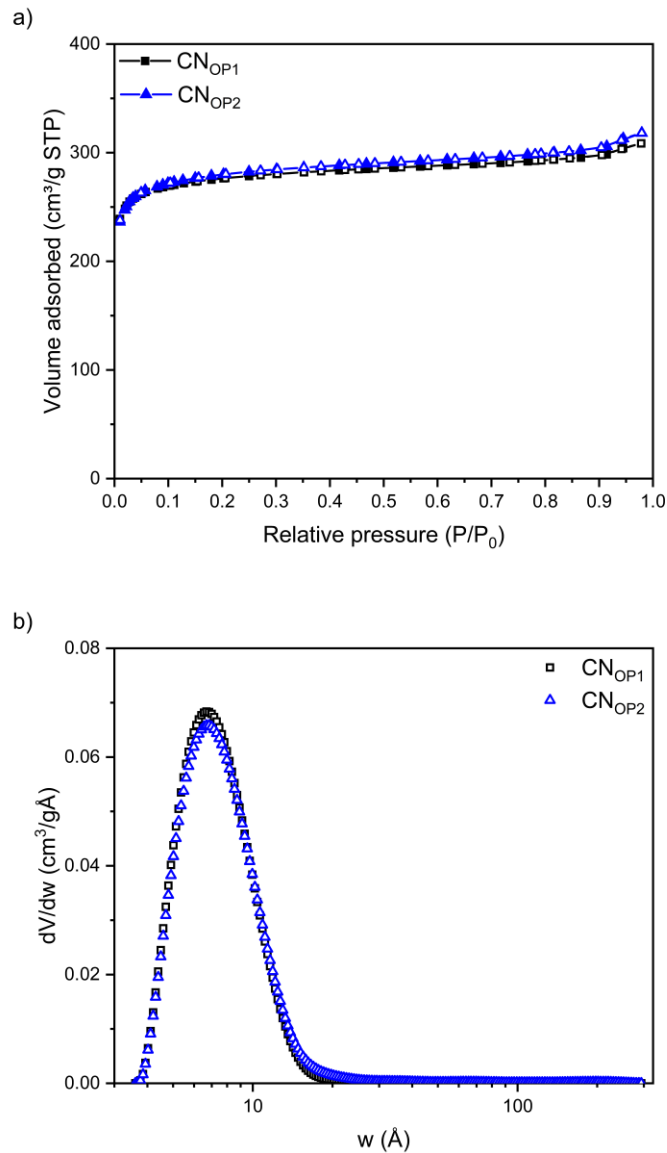 a)
400
300
200
100
0
Volume adsorbed (cm³/g STP)
CN_OP1
CN_OP2
0.0 0.1 0.2 0.3 0.4 0.5 0.6 0.7 0.8 0.9 1.0
Relative pressure (P/P₀)
b)
0.08
0.06
0.04
0.02
0.00
dV/dw (cm³/gÅ)
CN_OP1
CN_OP2
10 100
w (Å)